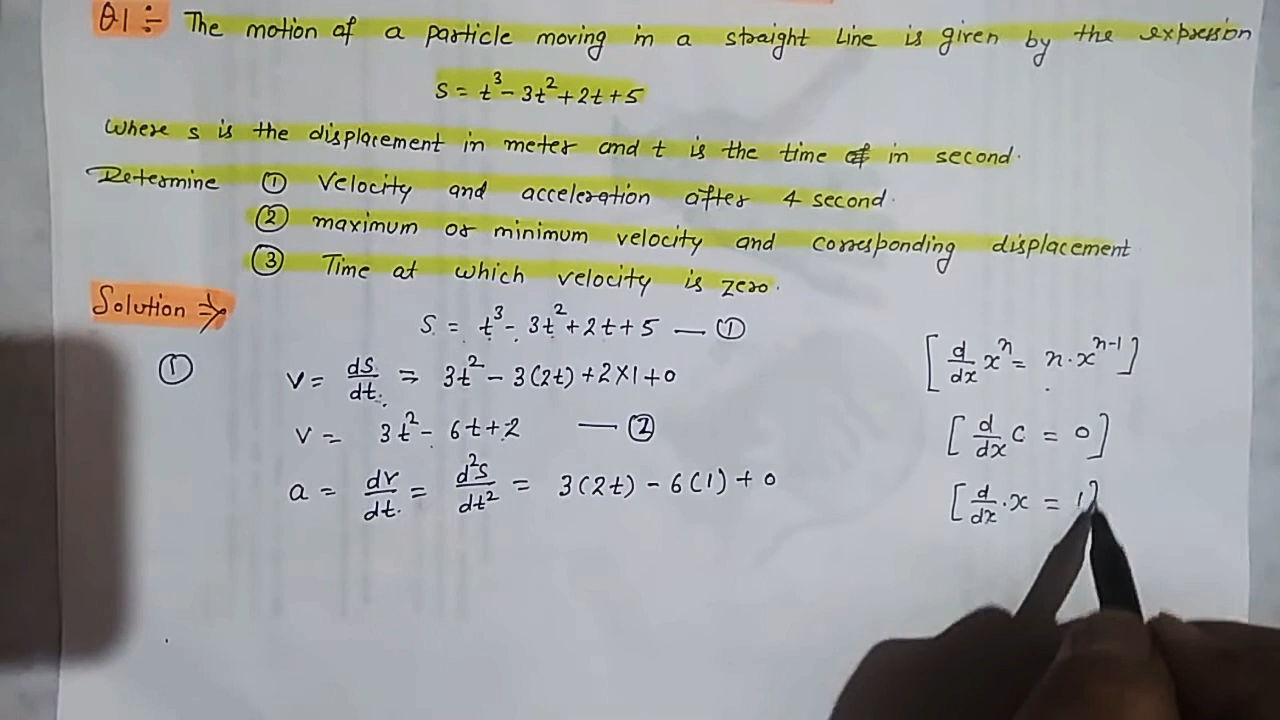 Q1 ÷ The motion of a particle moving in a straight Line is given by the expression
S = t³ - 3t² + 2t + 5
where s is the displacement in meter and t is the time in second.
Determine ① Velocity and acceleration after 4 second.
② maximum or minimum velocity and corresponding displacement
③ Time at which velocity is zero.
Solution ⇒
S = t³ - 3t² + 2t + 5 — ①
① V = ds/dt. ⇒ 3t² - 3(2t) + 2×1 + 0
[d/dx xⁿ = n·xⁿ⁻¹]
V = 3t² - 6t + 2 — ②
[d/dx C = 0]
a = dv/dt. = d²s/dt² = 3(2t) - 6(1) + 0
[d/dx · x = 1]